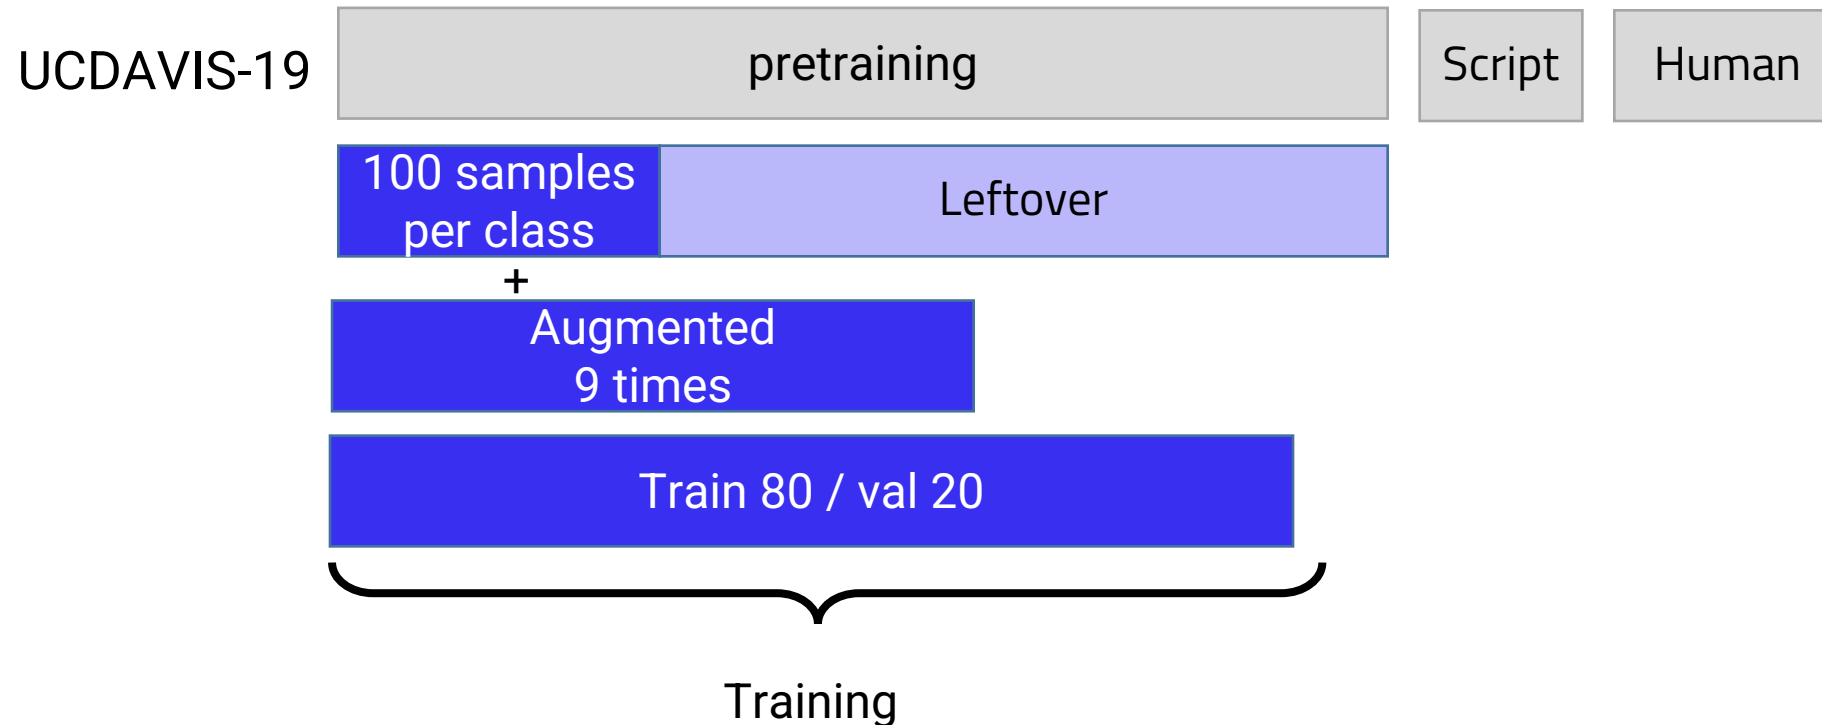 UCDAVIS-19
pretraining
Script
Human
100 samples
per class
Leftover
+
Augmented
9 times
Train 80 / val 20
Training